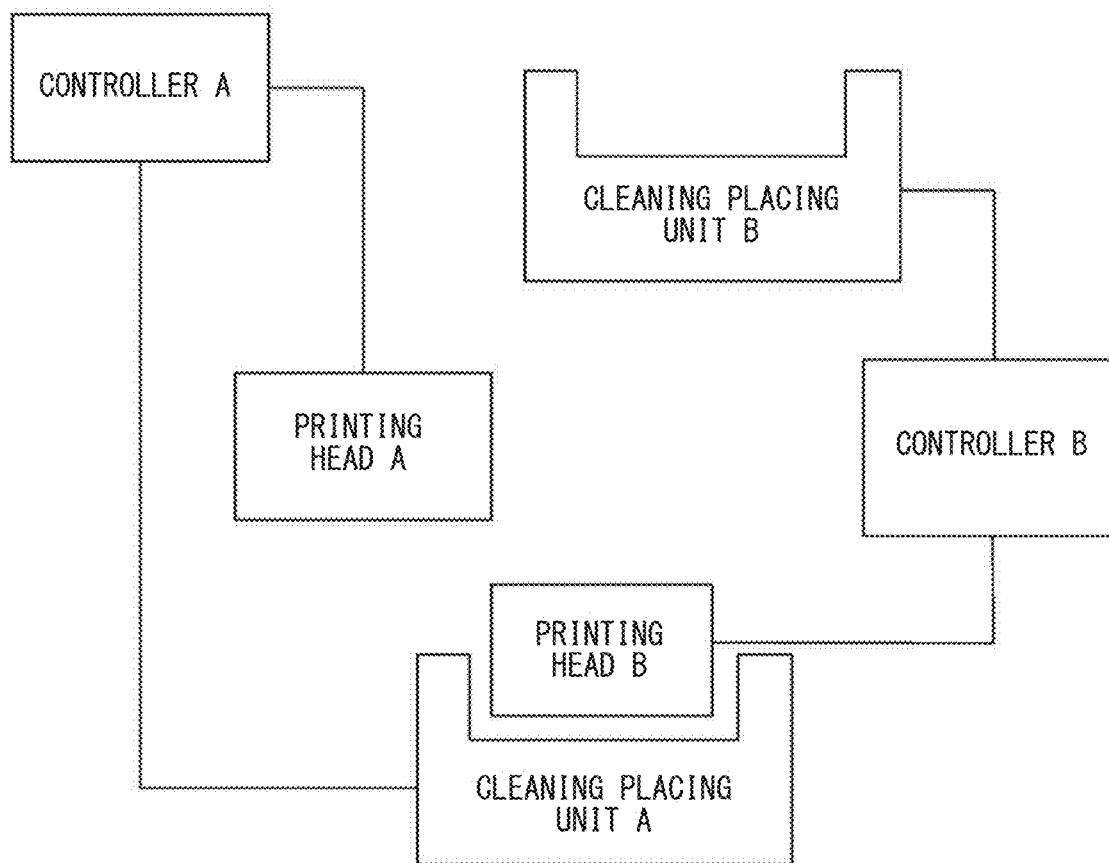 CONTROLLER A
CLEANING PLACING
UNIT B
PRINTING
HEAD A
CONTROLLER B
PRINTING
HEAD B
CLEANING PLACING
UNIT A